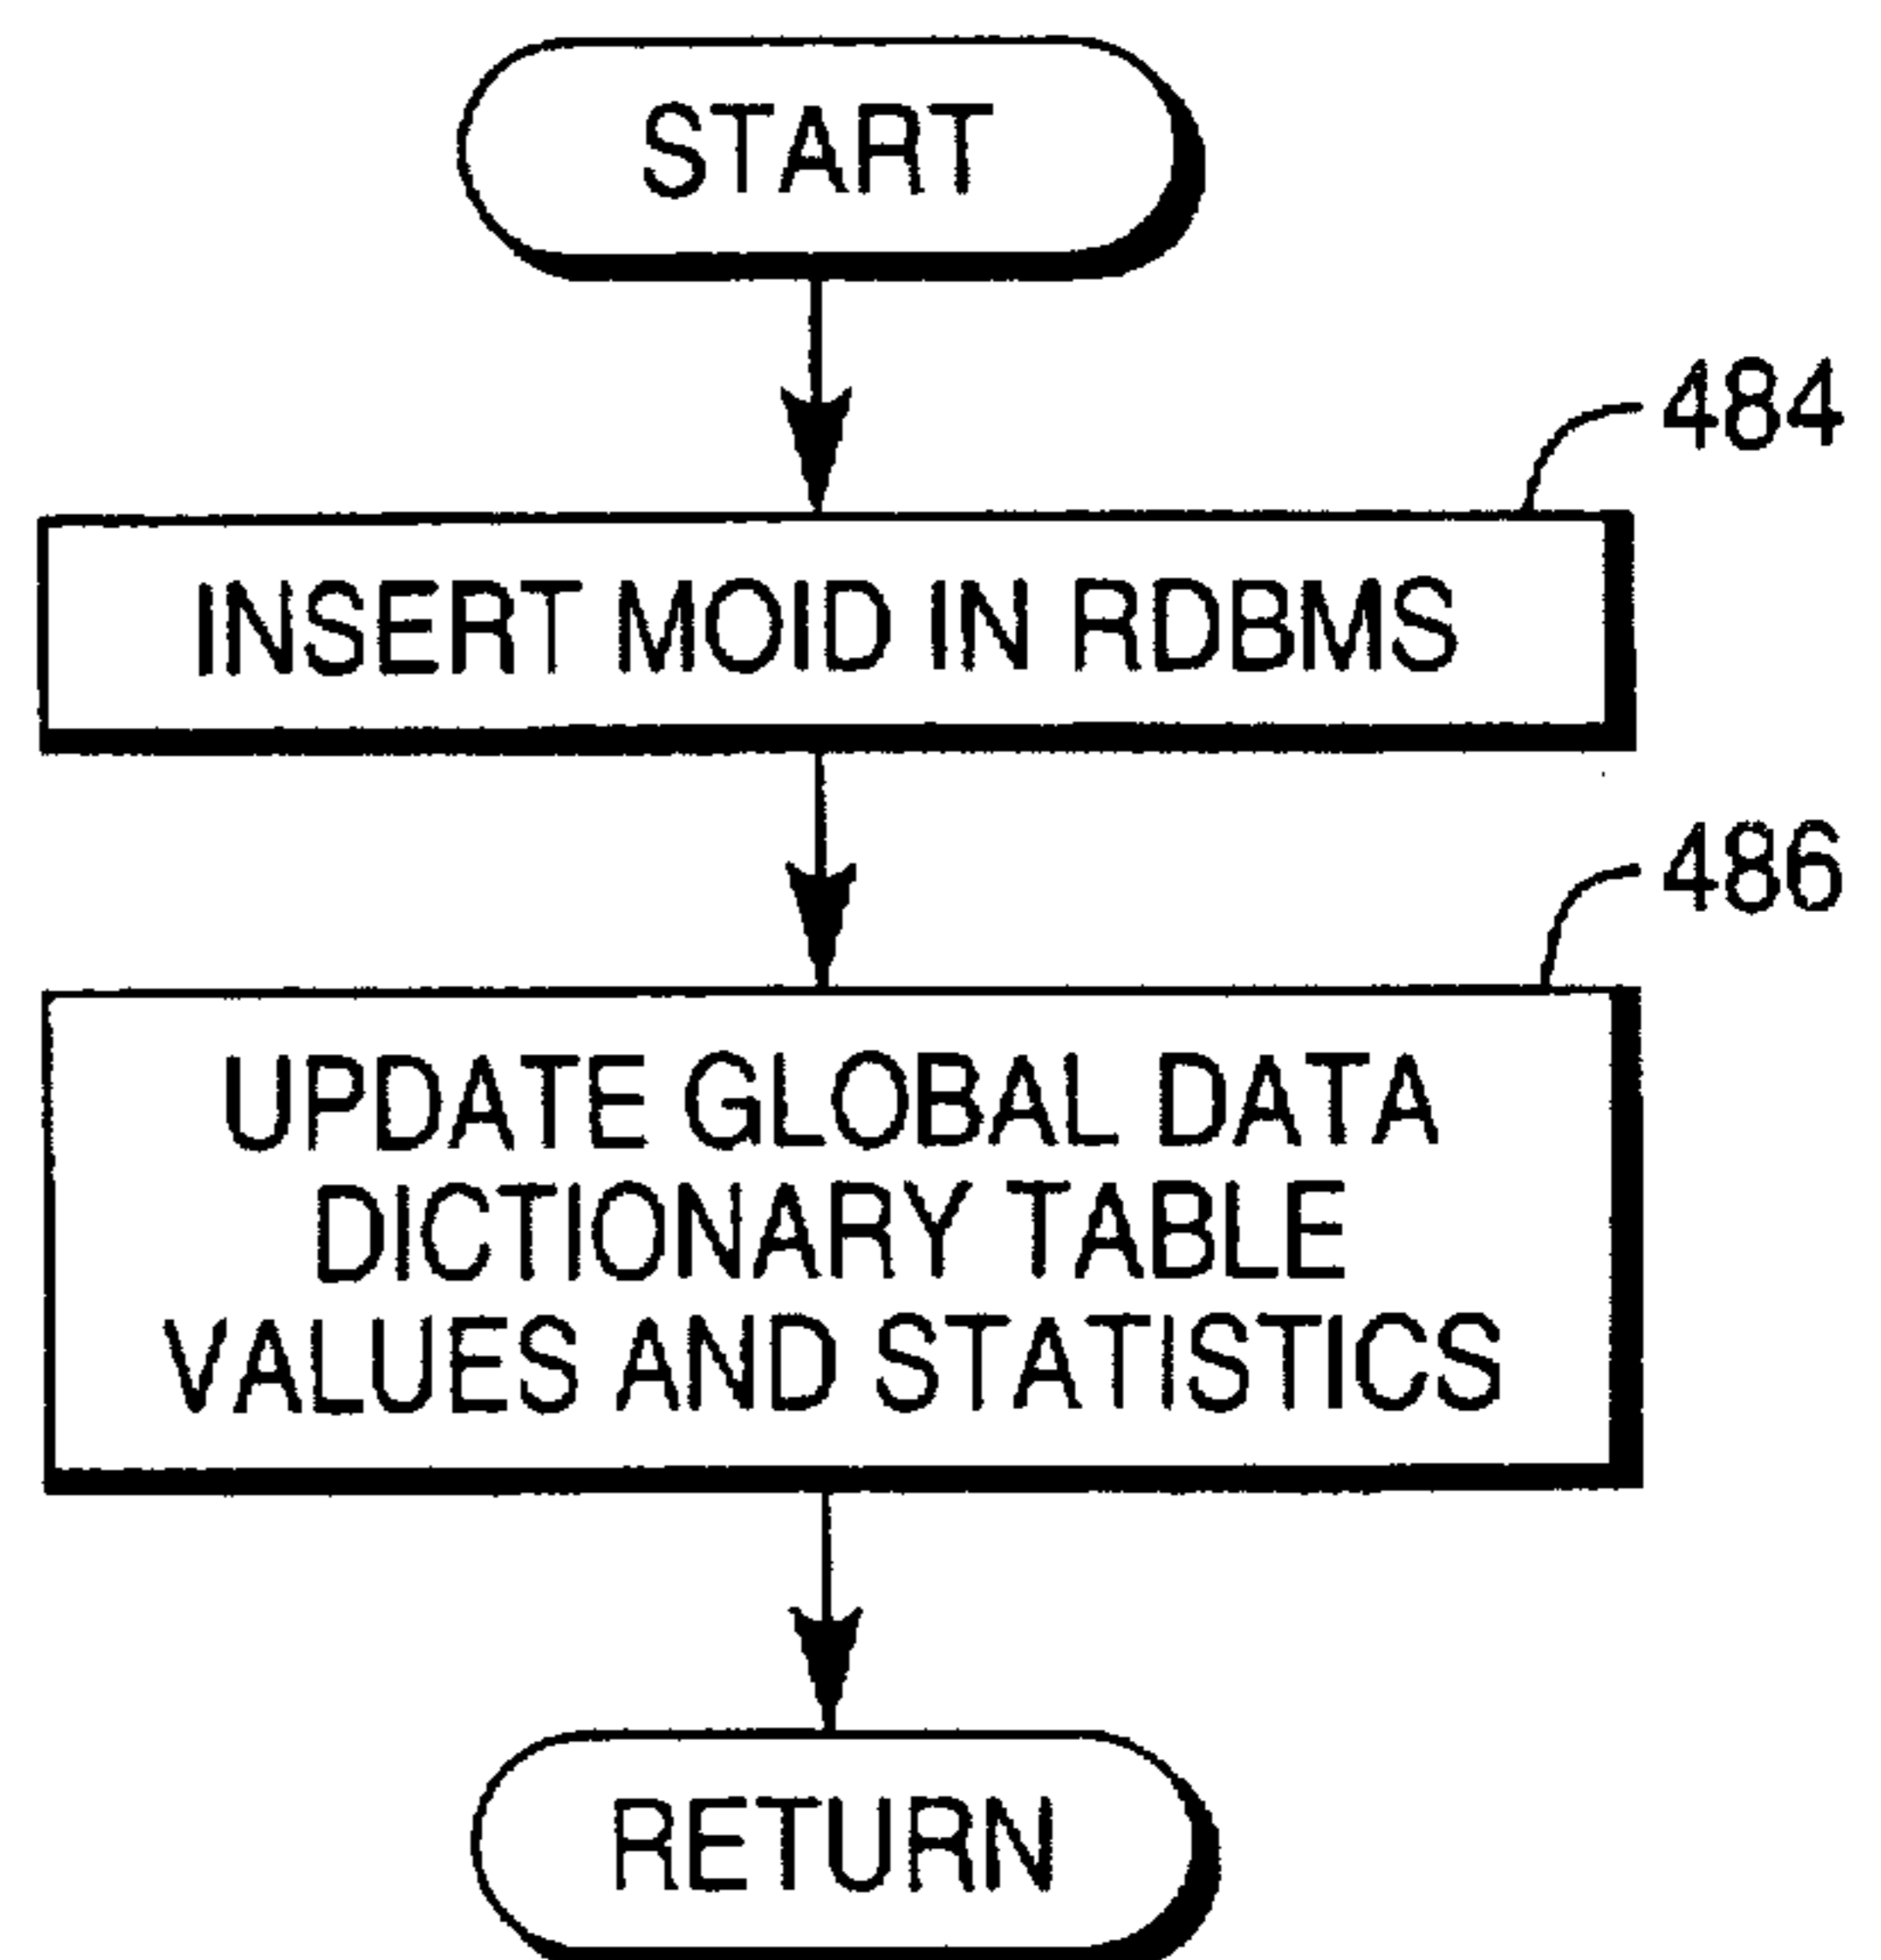 START
484
INSERT MOID IN RDBMS
486
UPDATE GLOBAL DATA
DICTIONARY TABLE
VALUES AND STATISTICS
RETURN